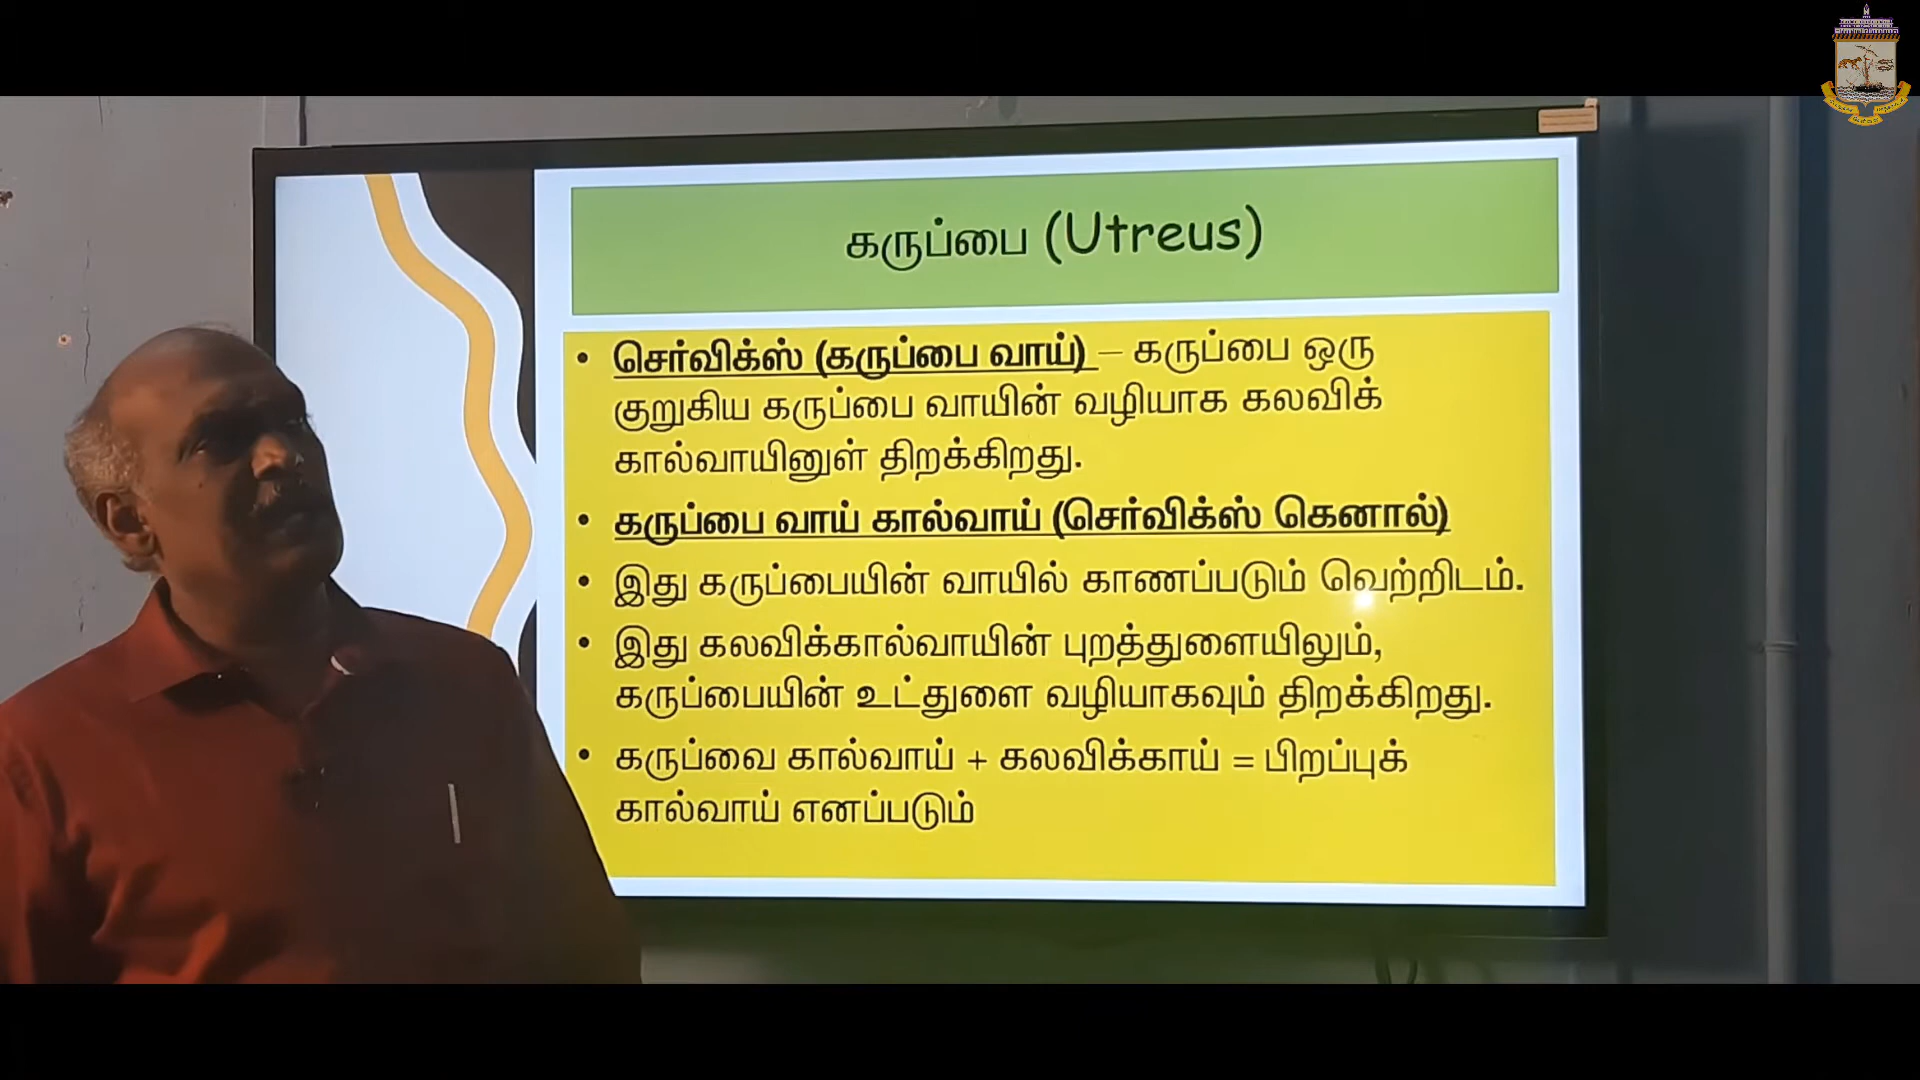 கருப்பை (Utreus)
• செர்விக்ஸ் (கருப்பை வாய்) – கருப்பை ஒரு
குறுகிய கருப்பை வாயின் வழியாக கலவிக்
கால்வாயினுள் திறக்கிறது.
• கருப்பை வாய் கால்வாய் (செர்விக்ஸ் கெனால்)
• இது கருப்பையின் வாயில் காணப்படும் வெற்றிடம்.
• இது கலவிக்கால்வாயின் புறத்துளையிலும்,
கருப்பையின் உட்துளை வழியாகவும் திறக்கிறது.
• கருப்வை கால்வாய் + கலவிக்காய் = பிறப்புக்
கால்வாய் எனப்படும்